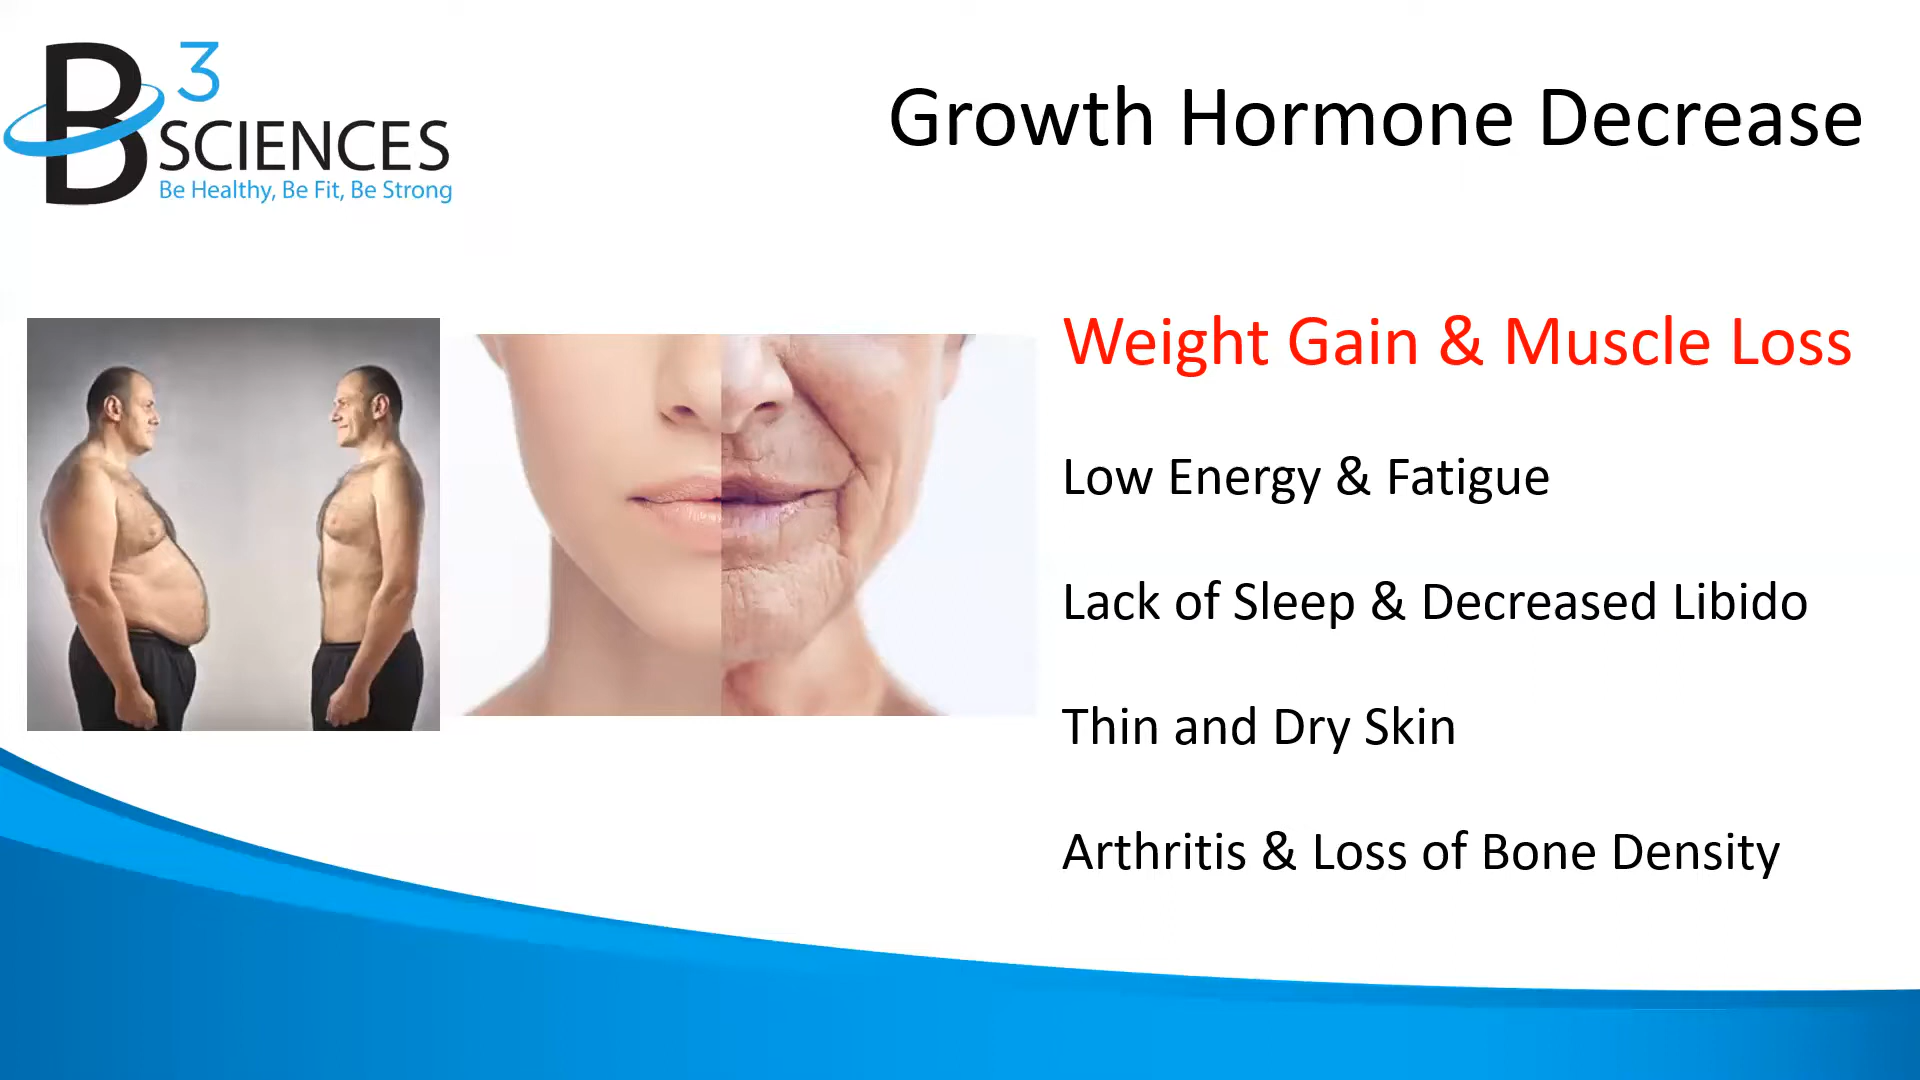 B3
SCIENCES
Be Healthy, Be Fit, Be Strong
Growth Hormone Decrease
Weight Gain & Muscle Loss
Low Energy & Fatigue
Lack of Sleep & Decreased Libido
Thin and Dry Skin
Arthritis & Loss of Bone Density